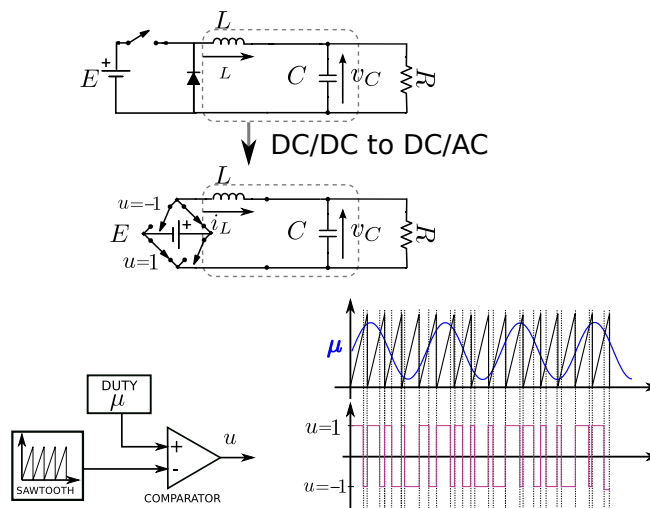 L
E
+
L
C
v_C
R
DC/DC to DC/AC
L
u=-1
E
+
i_L
C
v_C
R
u=1
μ
DUTY
μ
u=1
u
+
-
SAWTOOTH
COMPARATOR
u=-1